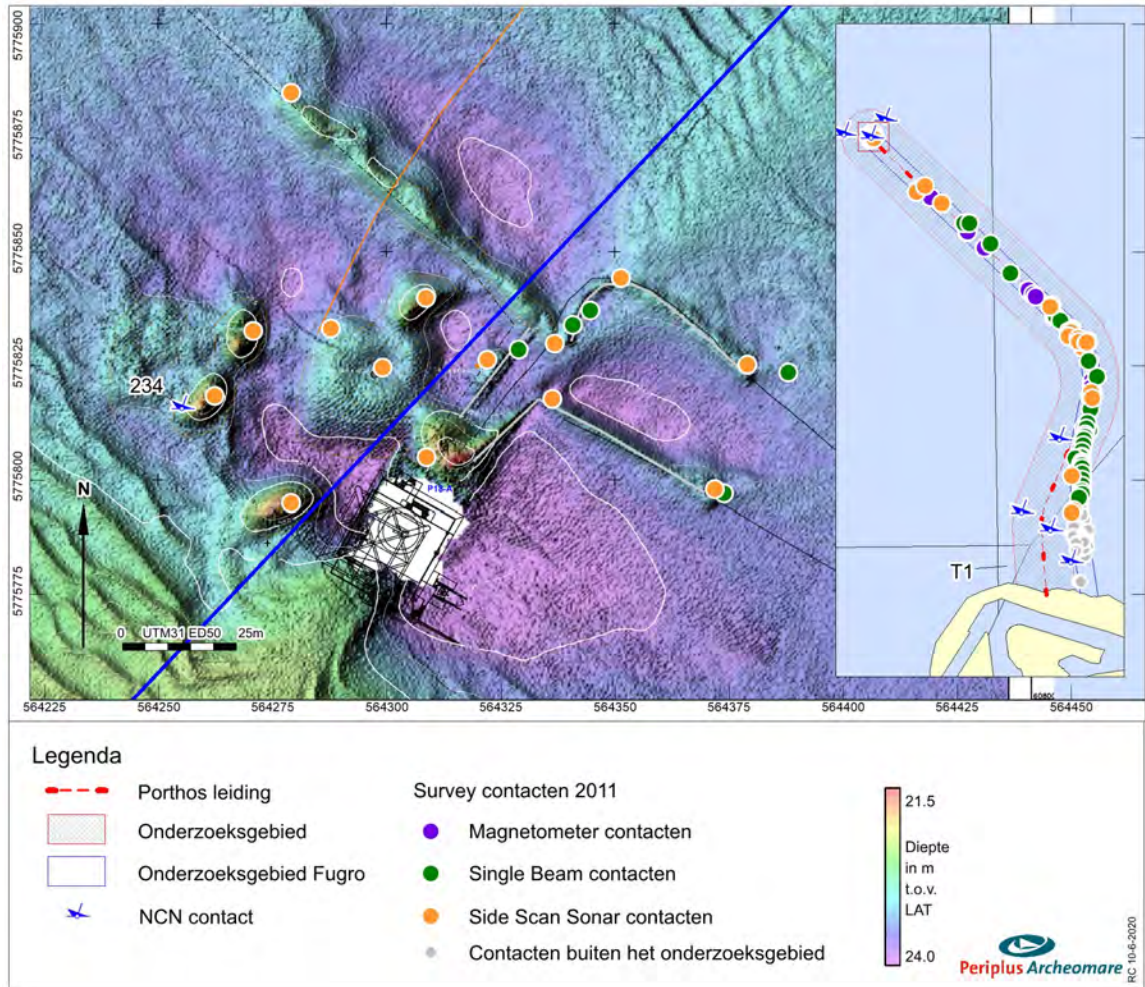 5775900
5775875
5775850
5775825
5775800
5775775
234
N
P18-A
0 UTM31 ED50 25m
T1
60800
564225
564250
564275
564300
564325
564350
564375
564400
564425
564450
Legenda
Porthos leiding
Onderzoeksgebied
Onderzoeksgebied Fugro
NCN contact
Survey contacten 2011
Magnetometer contacten
Single Beam contacten
Side Scan Sonar contacten
Contacten buiten het onderzoeksgebied
21.5
Diepte
in m
t.o.v.
LAT
24.0
Periplus Archeomare
RC 10-6-2020